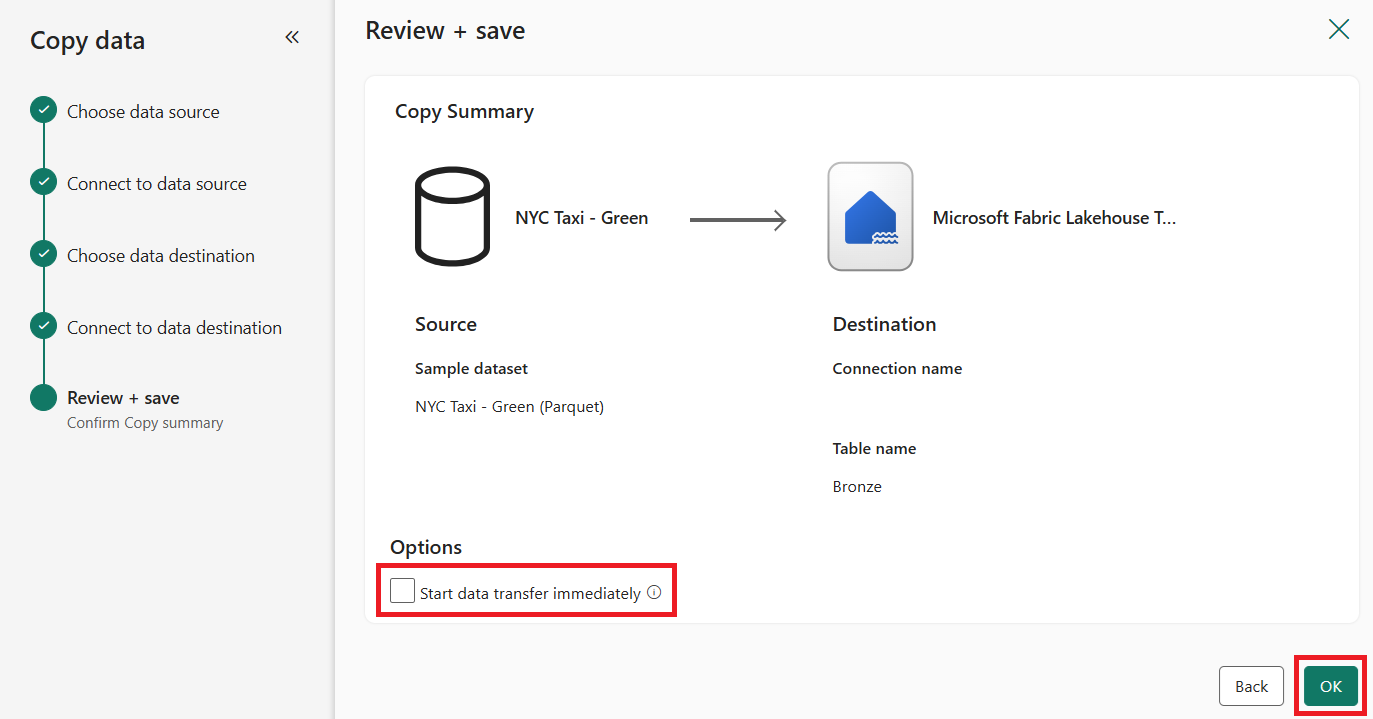 Copy data
Choose data source
Connect to data source
Choose data destination
Connect to data destination
Review + save
Confirm Copy summary
Review + save
Copy Summary
NYC Taxi - Green
Microsoft Fabric Lakehouse T...
Source
Sample dataset
NYC Taxi - Green (Parquet)
Destination
Connection name
Table name
Bronze
Options
Start data transfer immediately
Back
OK